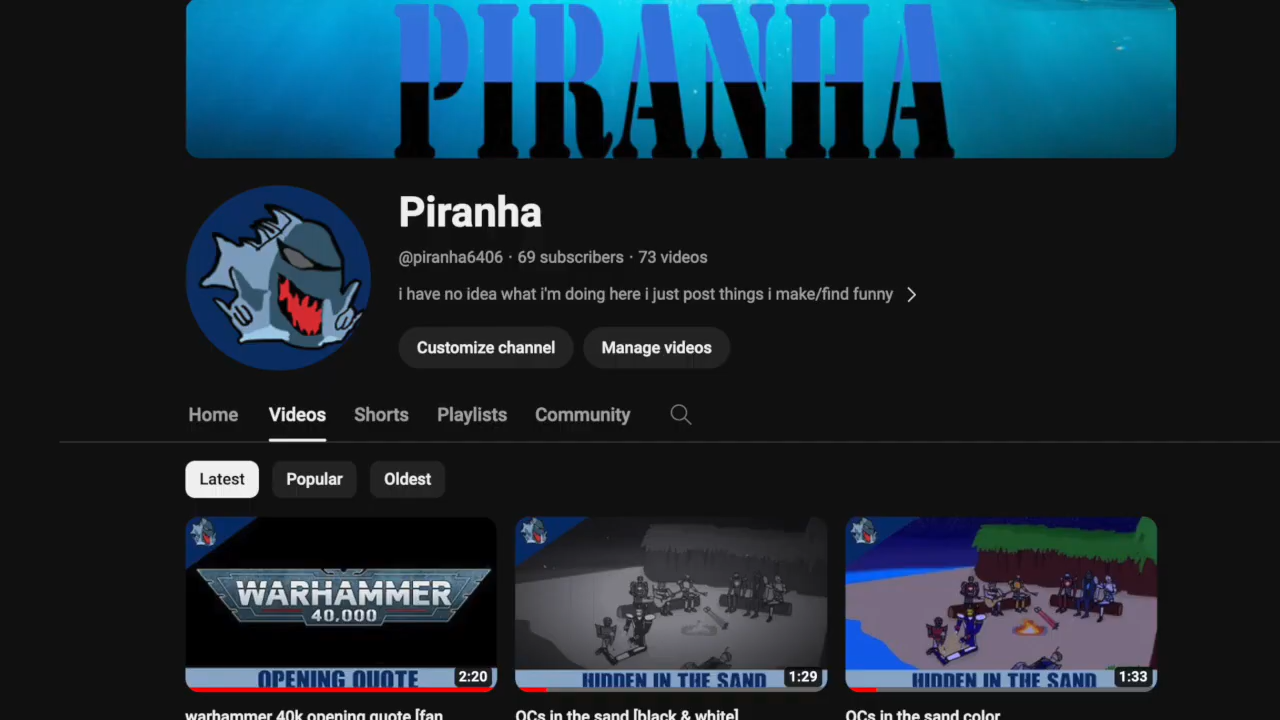 PIRANHA
Piranha
@piranha6406 · 69 subscribers · 73 videos
i have no idea what i'm doing here i just post things i make/find funny
Customize channel
Manage videos
Home
Videos
Shorts
Playlists
Community
Latest
Popular
Oldest
WARHAMMER
40,000
OPENING QUOTE
2:20
HIDDEN IN THE SAND
1:29
HIDDEN IN THE SAND
1:33
warhammer 40k opening quote [fan
OCs in the sand [black & white]
OCs in the sand color